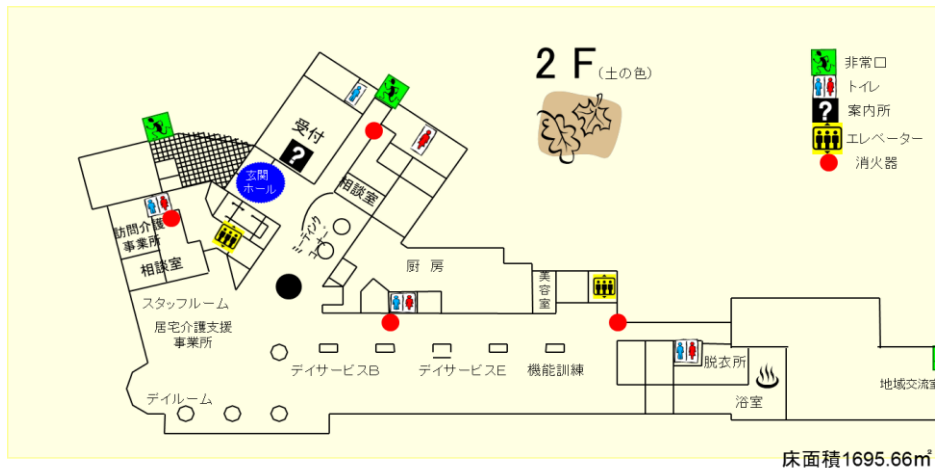 2 F(土の色)
非常口
トイレ
?
案内所
エレベーター
消火器
受付
?
玄関
ホール
相談室
ミーティング
コーナー
訪問介護
事業所
相談室
スタッフルーム
居宅介護支援
事業所
厨 房
美容室
デイサービスB
デイサービスE
機能訓練
脱衣所
浴室
地域交流室
デイルーム
床面積1695.66㎡